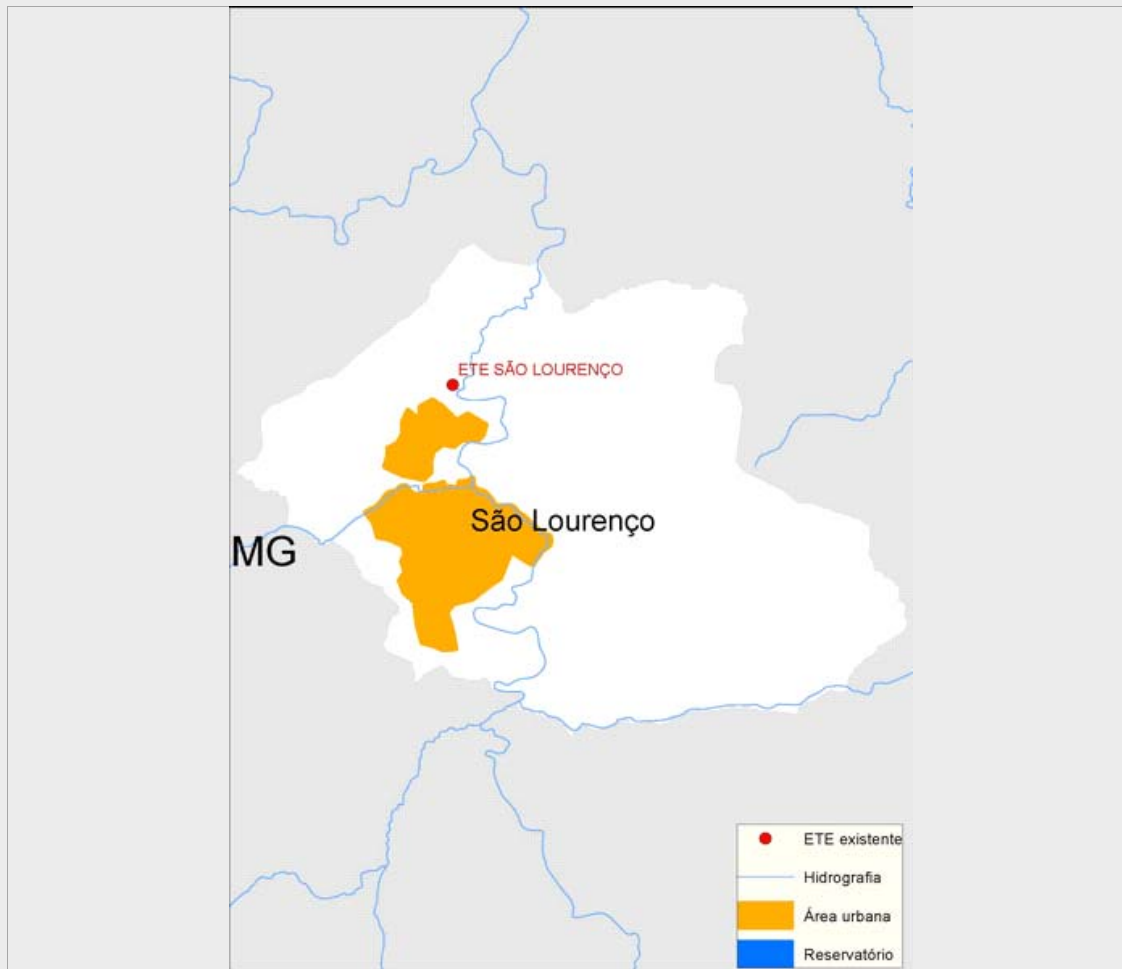 ETE SÃO LOURENÇO
São Lourenço
MG
ETE existente
Hidrografia
Área urbana
Reservatório